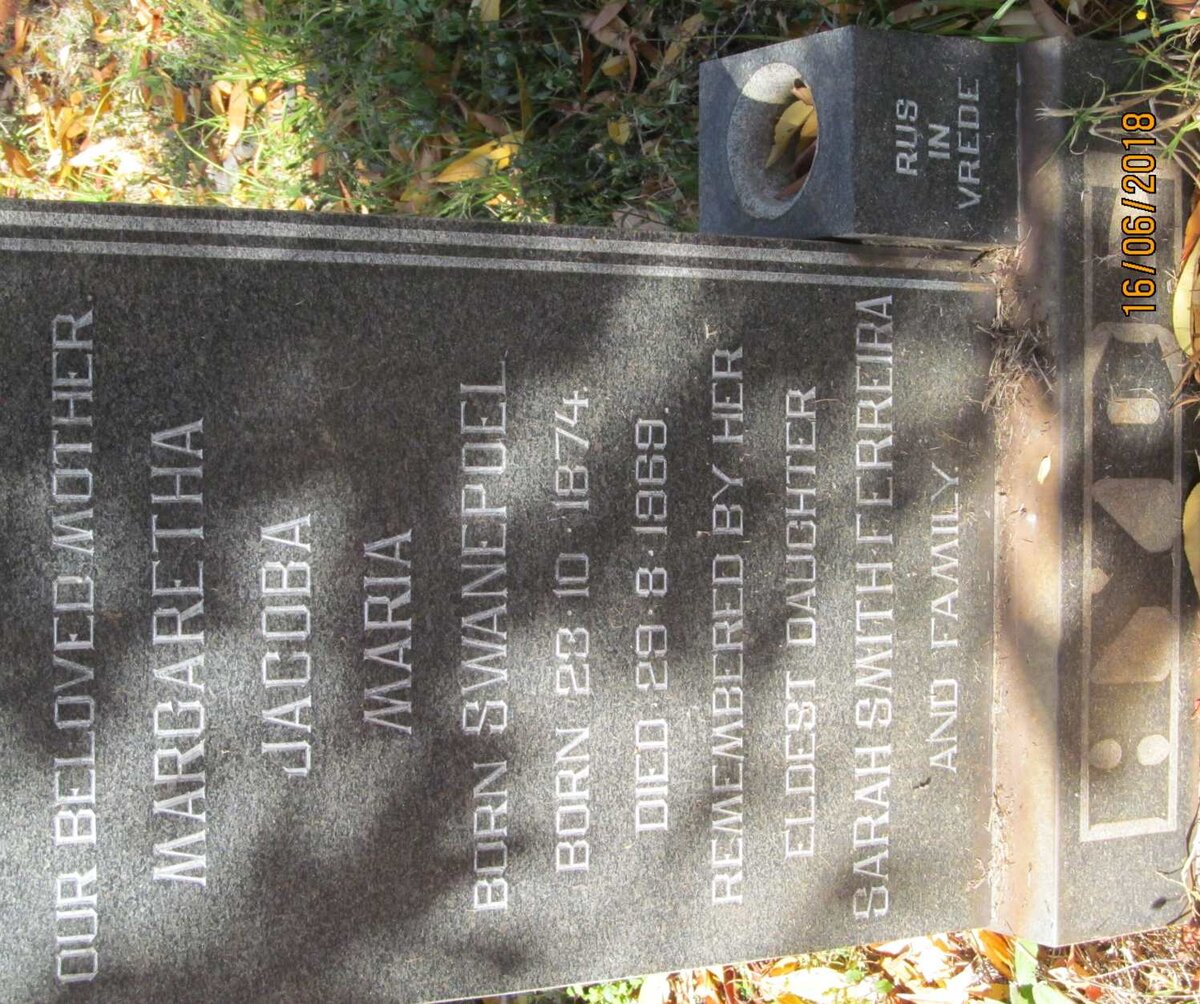 OUR BELOVED MOTHER.
MARGARETHA
JACOBA
MARIA
BORN SWANEPOEL
BORN 23·10·1874.
DIED 29·8·1969.
REMEMBERED BY HER
ELDEST DAUGHTER
SARAH SMITH FERREIRA
AND FAMILY.
RUS
IN
VREDE
16/06/2018